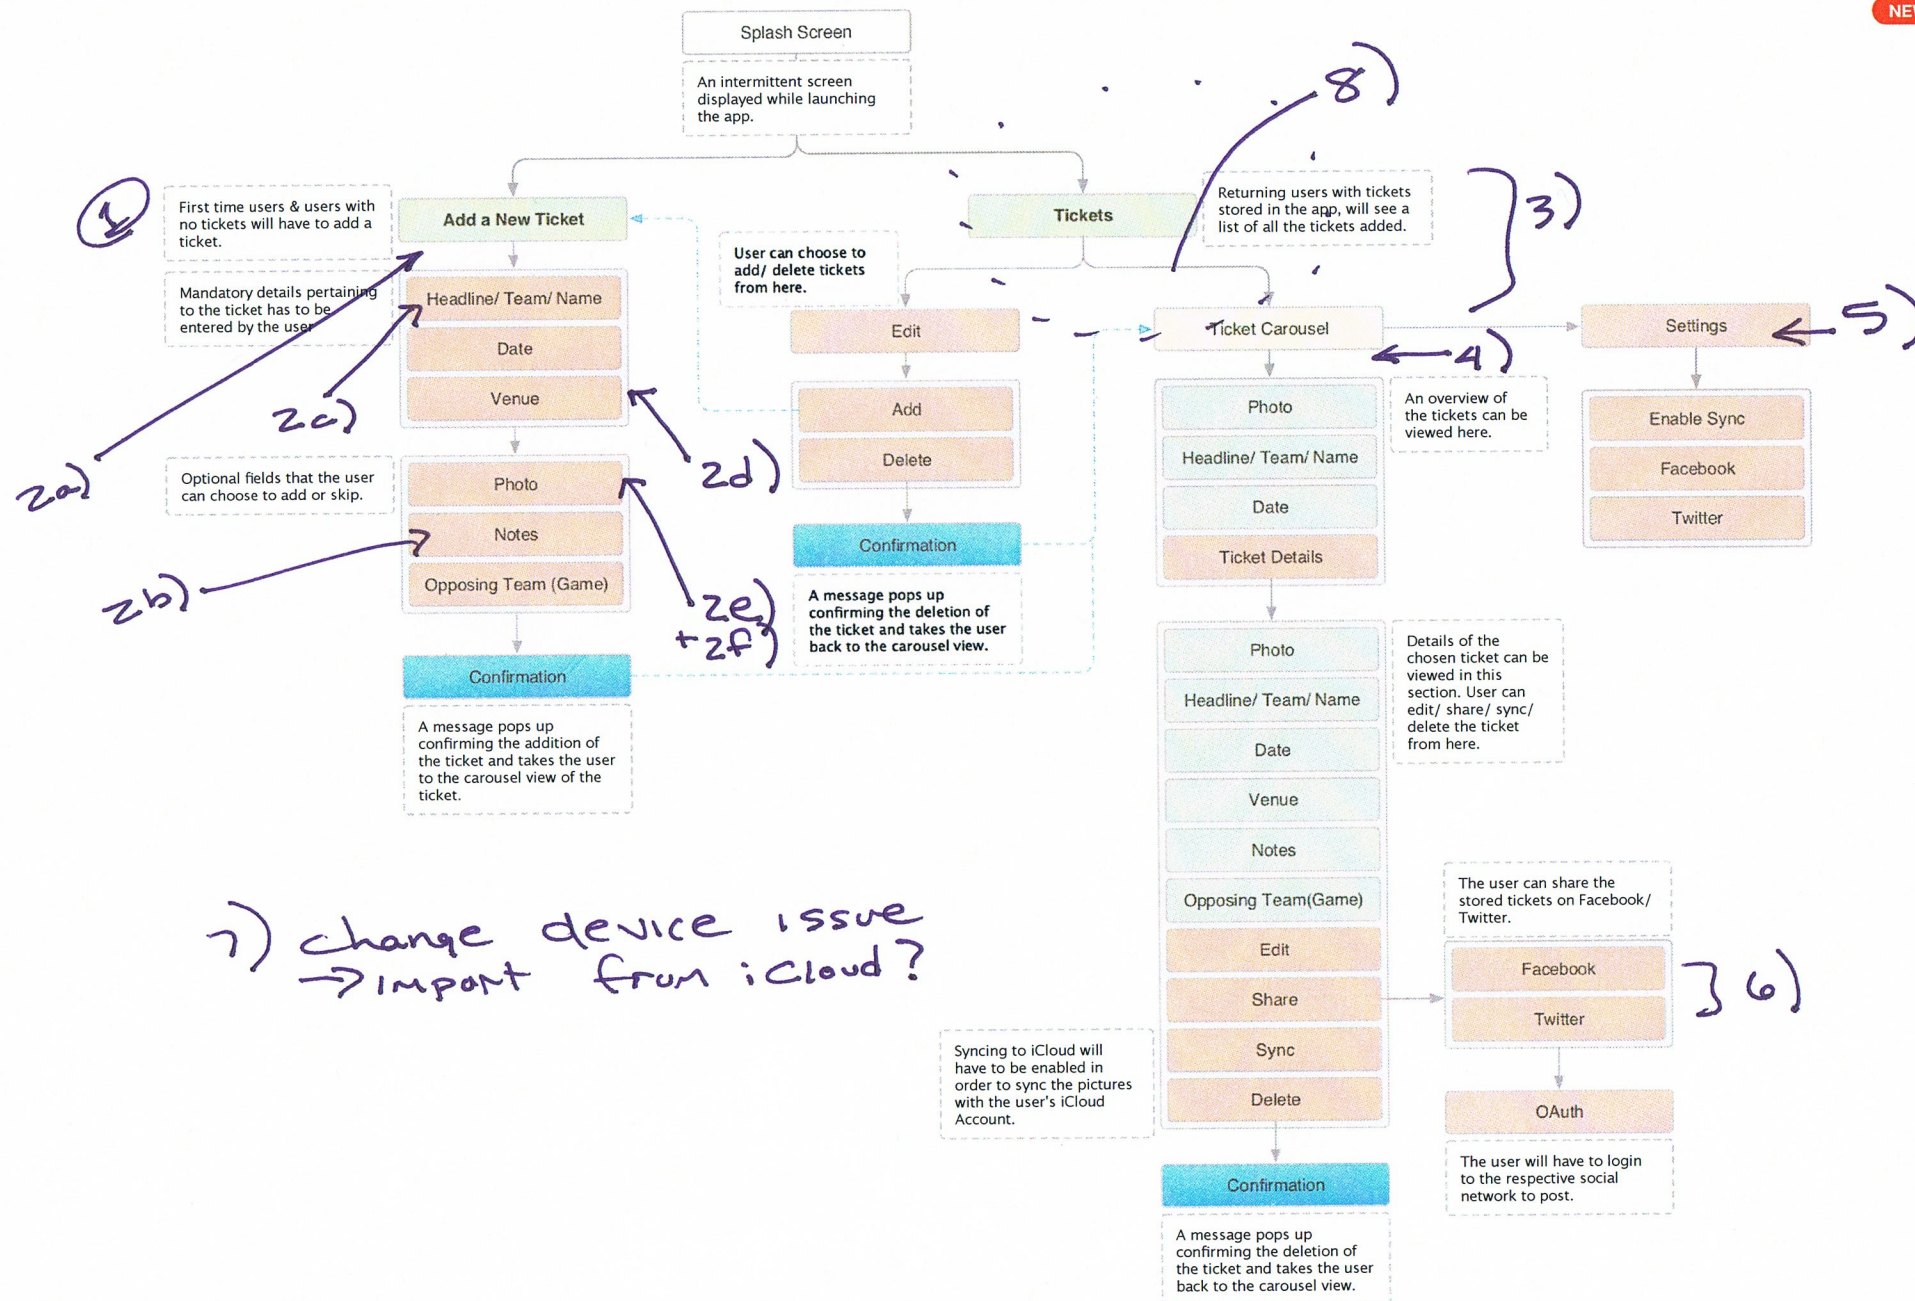 NEW
Splash Screen
An intermittent screen
displayed while launching
the app.
8)
1
First time users & users with
no tickets will have to add a
ticket.
Add a New Ticket
Tickets
Returning users with tickets
stored in the app, will see a
list of all the tickets added.
3)
User can choose to
add/ delete tickets
from here.
Mandatory details pertaining
to the ticket has to be
entered by the user
Headline/ Team/ Name
Date
Venue
2a)
2c)
2d)
Edit
Add
Delete
Confirmation
A message pops up
confirming the deletion of
the ticket and takes the user
back to the carousel view.
Ticket Carousel
4)
Settings
5)
An overview of
the tickets can be
viewed here.
Enable Sync
Facebook
Twitter
Optional fields that the user
can choose to add or skip.
Photo
Notes
Opposing Team (Game)
2b)
2e)
+2f)
Confirmation
A message pops up
confirming the addition of
the ticket and takes the user
to the carousel view of the
ticket.
Photo
Headline/ Team/ Name
Date
Ticket Details
Photo
Headline/ Team/ Name
Date
Venue
Notes
Opposing Team(Game)
Edit
Share
Sync
Delete
Details of the
chosen ticket can be
viewed in this
section. User can
edit/ share/ sync/
delete the ticket
from here.
7) change device issue
→ import from iCloud?
The user can share the
stored tickets on Facebook/
Twitter.
Facebook
Twitter
6)
OAuth
The user will have to login
to the respective social
network to post.
Syncing to iCloud will
have to be enabled in
order to sync the pictures
with the user's iCloud
Account.
Confirmation
A message pops up
confirming the deletion of
the ticket and takes the user
back to the carousel view.